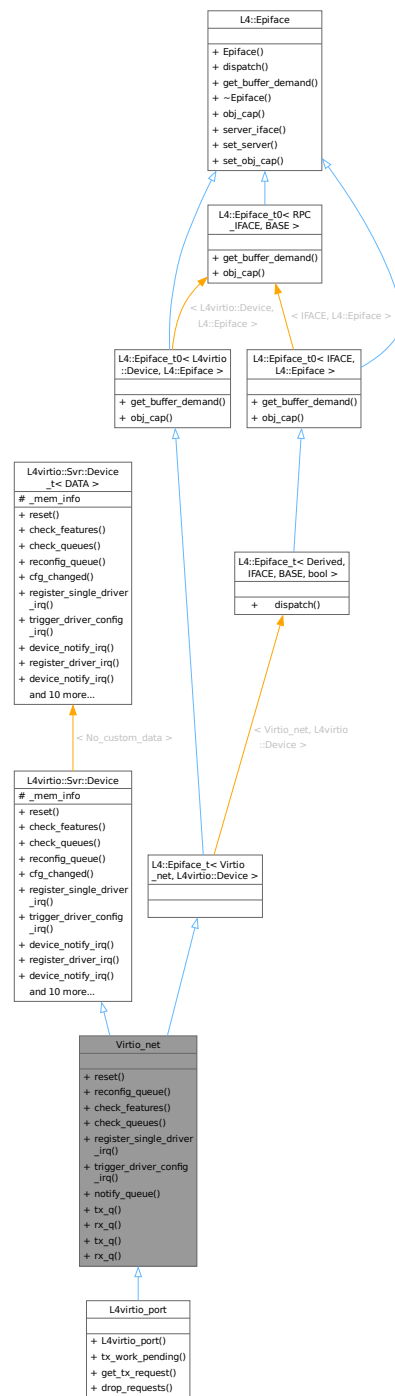 L4::Epiface
+ Epiface()
+ dispatch()
+ get_buffer_demand()
+ ~Epiface()
+ obj_cap()
+ server_iface()
+ set_server()
+ set_obj_cap()
L4::Epiface_t0< RPC
_IFACE, BASE >
+ get_buffer_demand()
+ obj_cap()
< L4virtio::Device,
L4::Epiface >
< IFACE, L4::Epiface >
L4::Epiface_t0< L4virtio
::Device, L4::Epiface >
+ get_buffer_demand()
+ obj_cap()
L4::Epiface_t0< IFACE,
L4::Epiface >
+ get_buffer_demand()
+ obj_cap()
L4virtio::Svr::Device
_t< DATA >
# _mem_info
+ reset()
+ check_features()
+ check_queues()
+ reconfig_queue()
+ cfg_changed()
+ register_single_driver
_irq()
+ trigger_driver_config
_irq()
+ device_notify_irq()
+ register_driver_irq()
+ device_notify_irq()
and 10 more...
L4::Epiface_t< Derived,
IFACE, BASE, bool >
+ dispatch()
< No_custom_data >
< Virtio_net, L4virtio
::Device >
L4virtio::Svr::Device
# _mem_info
+ reset()
+ check_features()
+ check_queues()
+ reconfig_queue()
+ cfg_changed()
+ register_single_driver
_irq()
+ trigger_driver_config
_irq()
+ device_notify_irq()
+ register_driver_irq()
+ device_notify_irq()
and 10 more...
L4::Epiface_t< Virtio
_net, L4virtio::Device >
Virtio_net
+ reset()
+ reconfig_queue()
+ check_features()
+ check_queues()
+ register_single_driver
_irq()
+ trigger_driver_config
_irq()
+ notify_queue()
+ tx_q()
+ rx_q()
+ tx_q()
+ rx_q()
L4virtio_port
+ L4virtio_port()
+ tx_work_pending()
+ get_tx_request()
+ drop_requests()